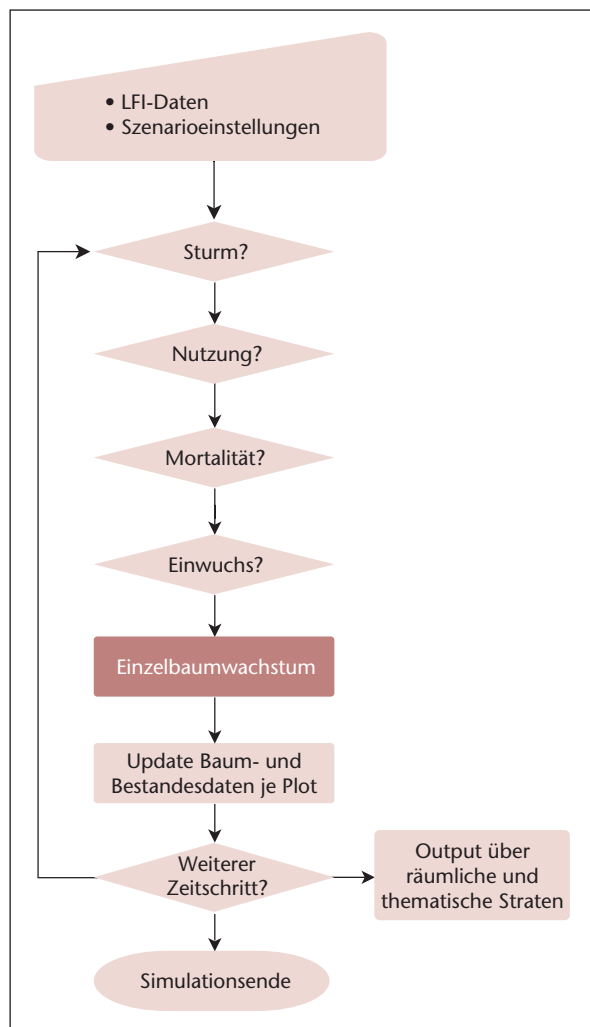 • LFI-Daten
• Szenarioeinstellungen
Sturm?
Nutzung?
Mortalität?
Einwuchs?
Einzelbaumwachstum
Update Baum- und
Bestandesdaten je Plot
Weiterer
Zeitschritt?
Output über
räumliche und
thematische Straten
Simulationsende